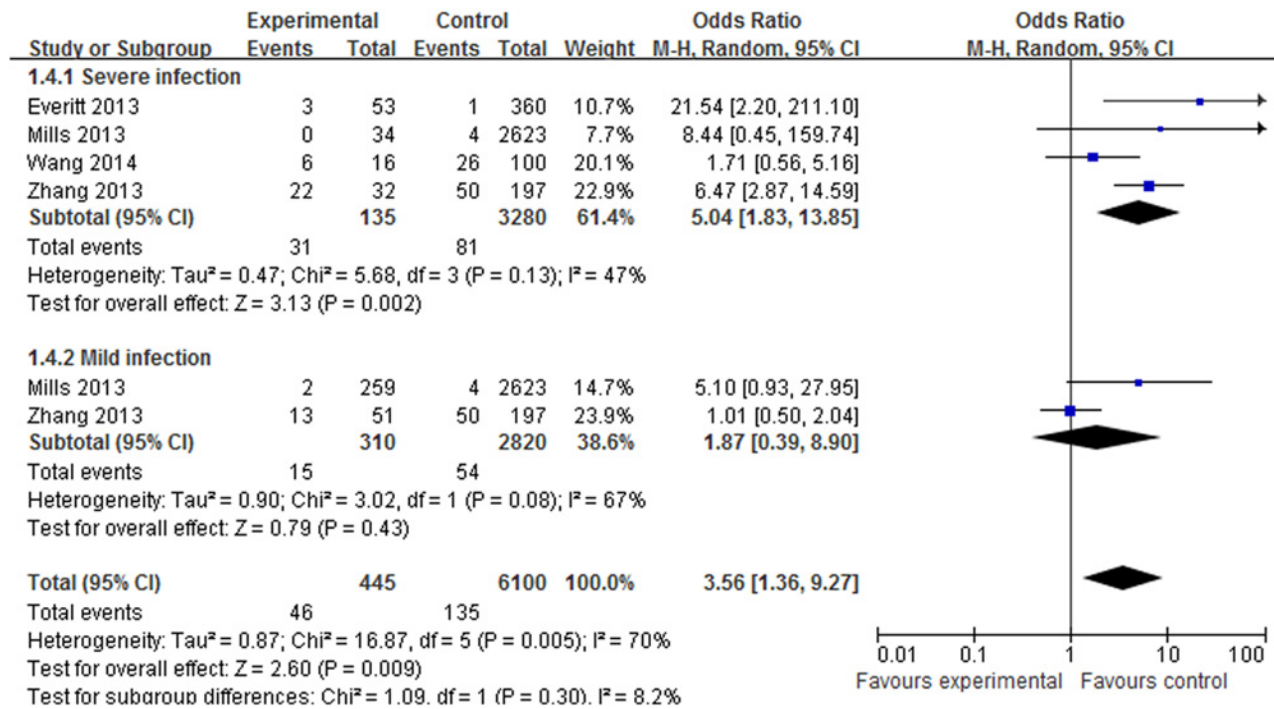 Experimental Control Odds Ratio Odds Ratio
Study or Subgroup Events Total Events Total Weight M-H, Random, 95% CI M-H, Random, 95% CI
1.4.1 Severe infection
Everitt 2013 3 53 1 360 10.7% 21.54 [2.20, 211.10]
Mills 2013 0 34 4 2623 7.7% 8.44 [0.45, 159.74]
Wang 2014 6 16 26 100 20.1% 1.71 [0.56, 5.16]
Zhang 2013 22 32 50 197 22.9% 6.47 [2.87, 14.59]
Subtotal (95% CI) 135 3280 61.4% 5.04 [1.83, 13.85]
Total events 31 81
Heterogeneity: Tau² = 0.47; Chi² = 5.68, df = 3 (P = 0.13); I² = 47%
Test for overall effect: Z = 3.13 (P = 0.002)
1.4.2 Mild infection
Mills 2013 2 259 4 2623 14.7% 5.10 [0.93, 27.95]
Zhang 2013 13 51 50 197 23.9% 1.01 [0.50, 2.04]
Subtotal (95% CI) 310 2820 38.6% 1.87 [0.39, 8.90]
Total events 15 54
Heterogeneity: Tau² = 0.90; Chi² = 3.02, df = 1 (P = 0.08); I² = 67%
Test for overall effect: Z = 0.79 (P = 0.43)
Total (95% CI) 445 6100 100.0% 3.56 [1.36, 9.27]
Total events 46 135
Heterogeneity: Tau² = 0.87; Chi² = 16.87, df = 5 (P = 0.005); I² = 70%
Test for overall effect: Z = 2.60 (P = 0.009)
Test for subgroup differences: Chi² = 1.09, df = 1 (P = 0.30), I² = 8.2%
0.01 0.1 1 10 100
Favours experimental Favours control